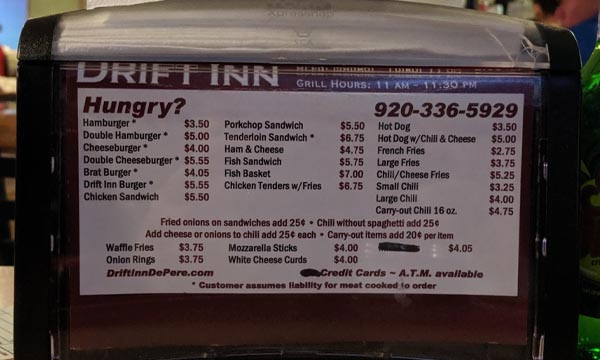 DRIFT INN
GRILL HOURS: 11 AM - 11:30 PM
Hungry?
920-336-5929
Hamburger * $3.50
Double Hamburger * $5.00
Cheeseburger * $4.00
Double Cheeseburger * $5.55
Brat Burger * $4.05
Drift Inn Burger * $5.55
Chicken Sandwich $5.50
Porkchop Sandwich $5.50
Tenderloin Sandwich * $6.75
Ham & Cheese $4.75
Fish Sandwich $5.75
Fish Basket $7.00
Chicken Tenders w/Fries $6.75
Hot Dog $3.50
Hot Dog w/Chili & Cheese $5.00
French Fries $2.75
Large Fries $3.75
Chili/Cheese Fries $5.25
Small Chili $3.25
Large Chili $4.00
Carry-out Chili 16 oz. $4.75
Fried onions on sandwiches add 25¢ • Chili without spaghetti add 25¢
Add cheese or onions to chili add 25¢ each • Carry-out items add 20¢ per item
Waffle Fries $3.75 Mozzarella Sticks $4.00 $4.05
Onion Rings $3.75 White Cheese Curds $4.00
DriftInnDePere.com Credit Cards ~ A.T.M. available
* Customer assumes liability for meat cooked to order